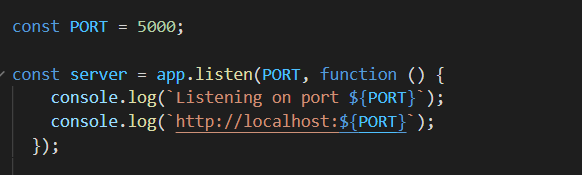 const PORT = 5000;
const server = app.listen(PORT, function () {
console.log(`Listening on port ${PORT}`);
console.log(`http://localhost:${PORT}`);
});